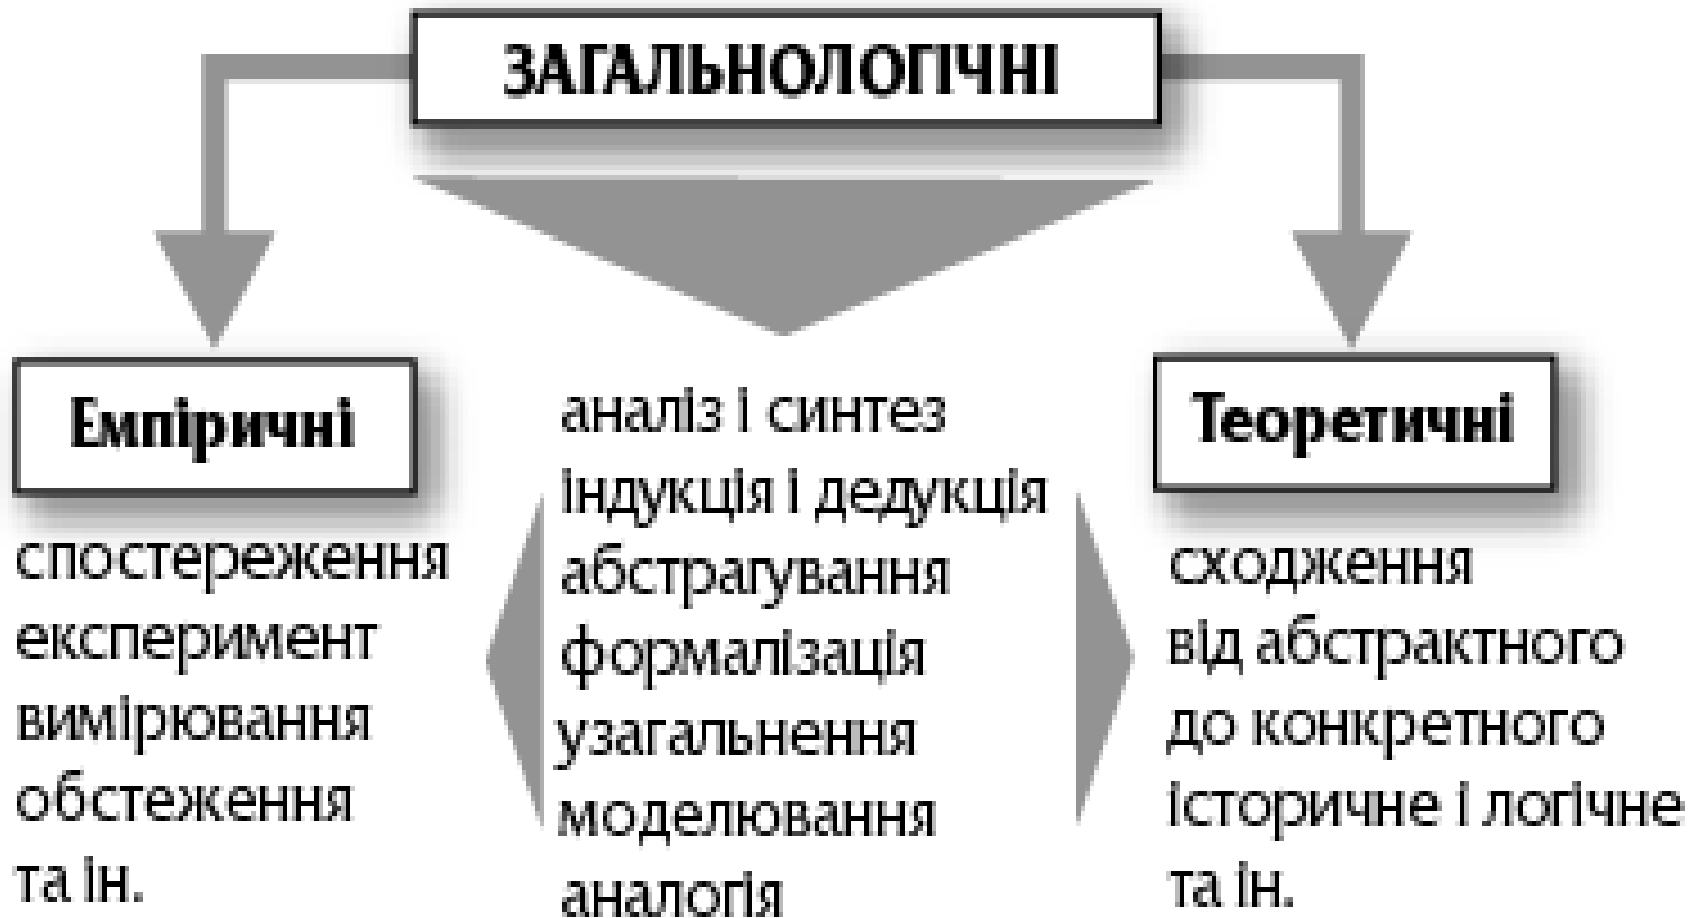 ЗАГАЛЬНОЛОГІЧНІ
Емпіричні
спостереження
експеримент
вимірювання
обстеження
та ін.
аналіз і синтез
індукція і дедукція
абстрагування
формалізація
узагальнення
моделювання
аналогія
Теоретичні
сходження
від абстрактного
до конкретного
історичне і логічне
та ін.